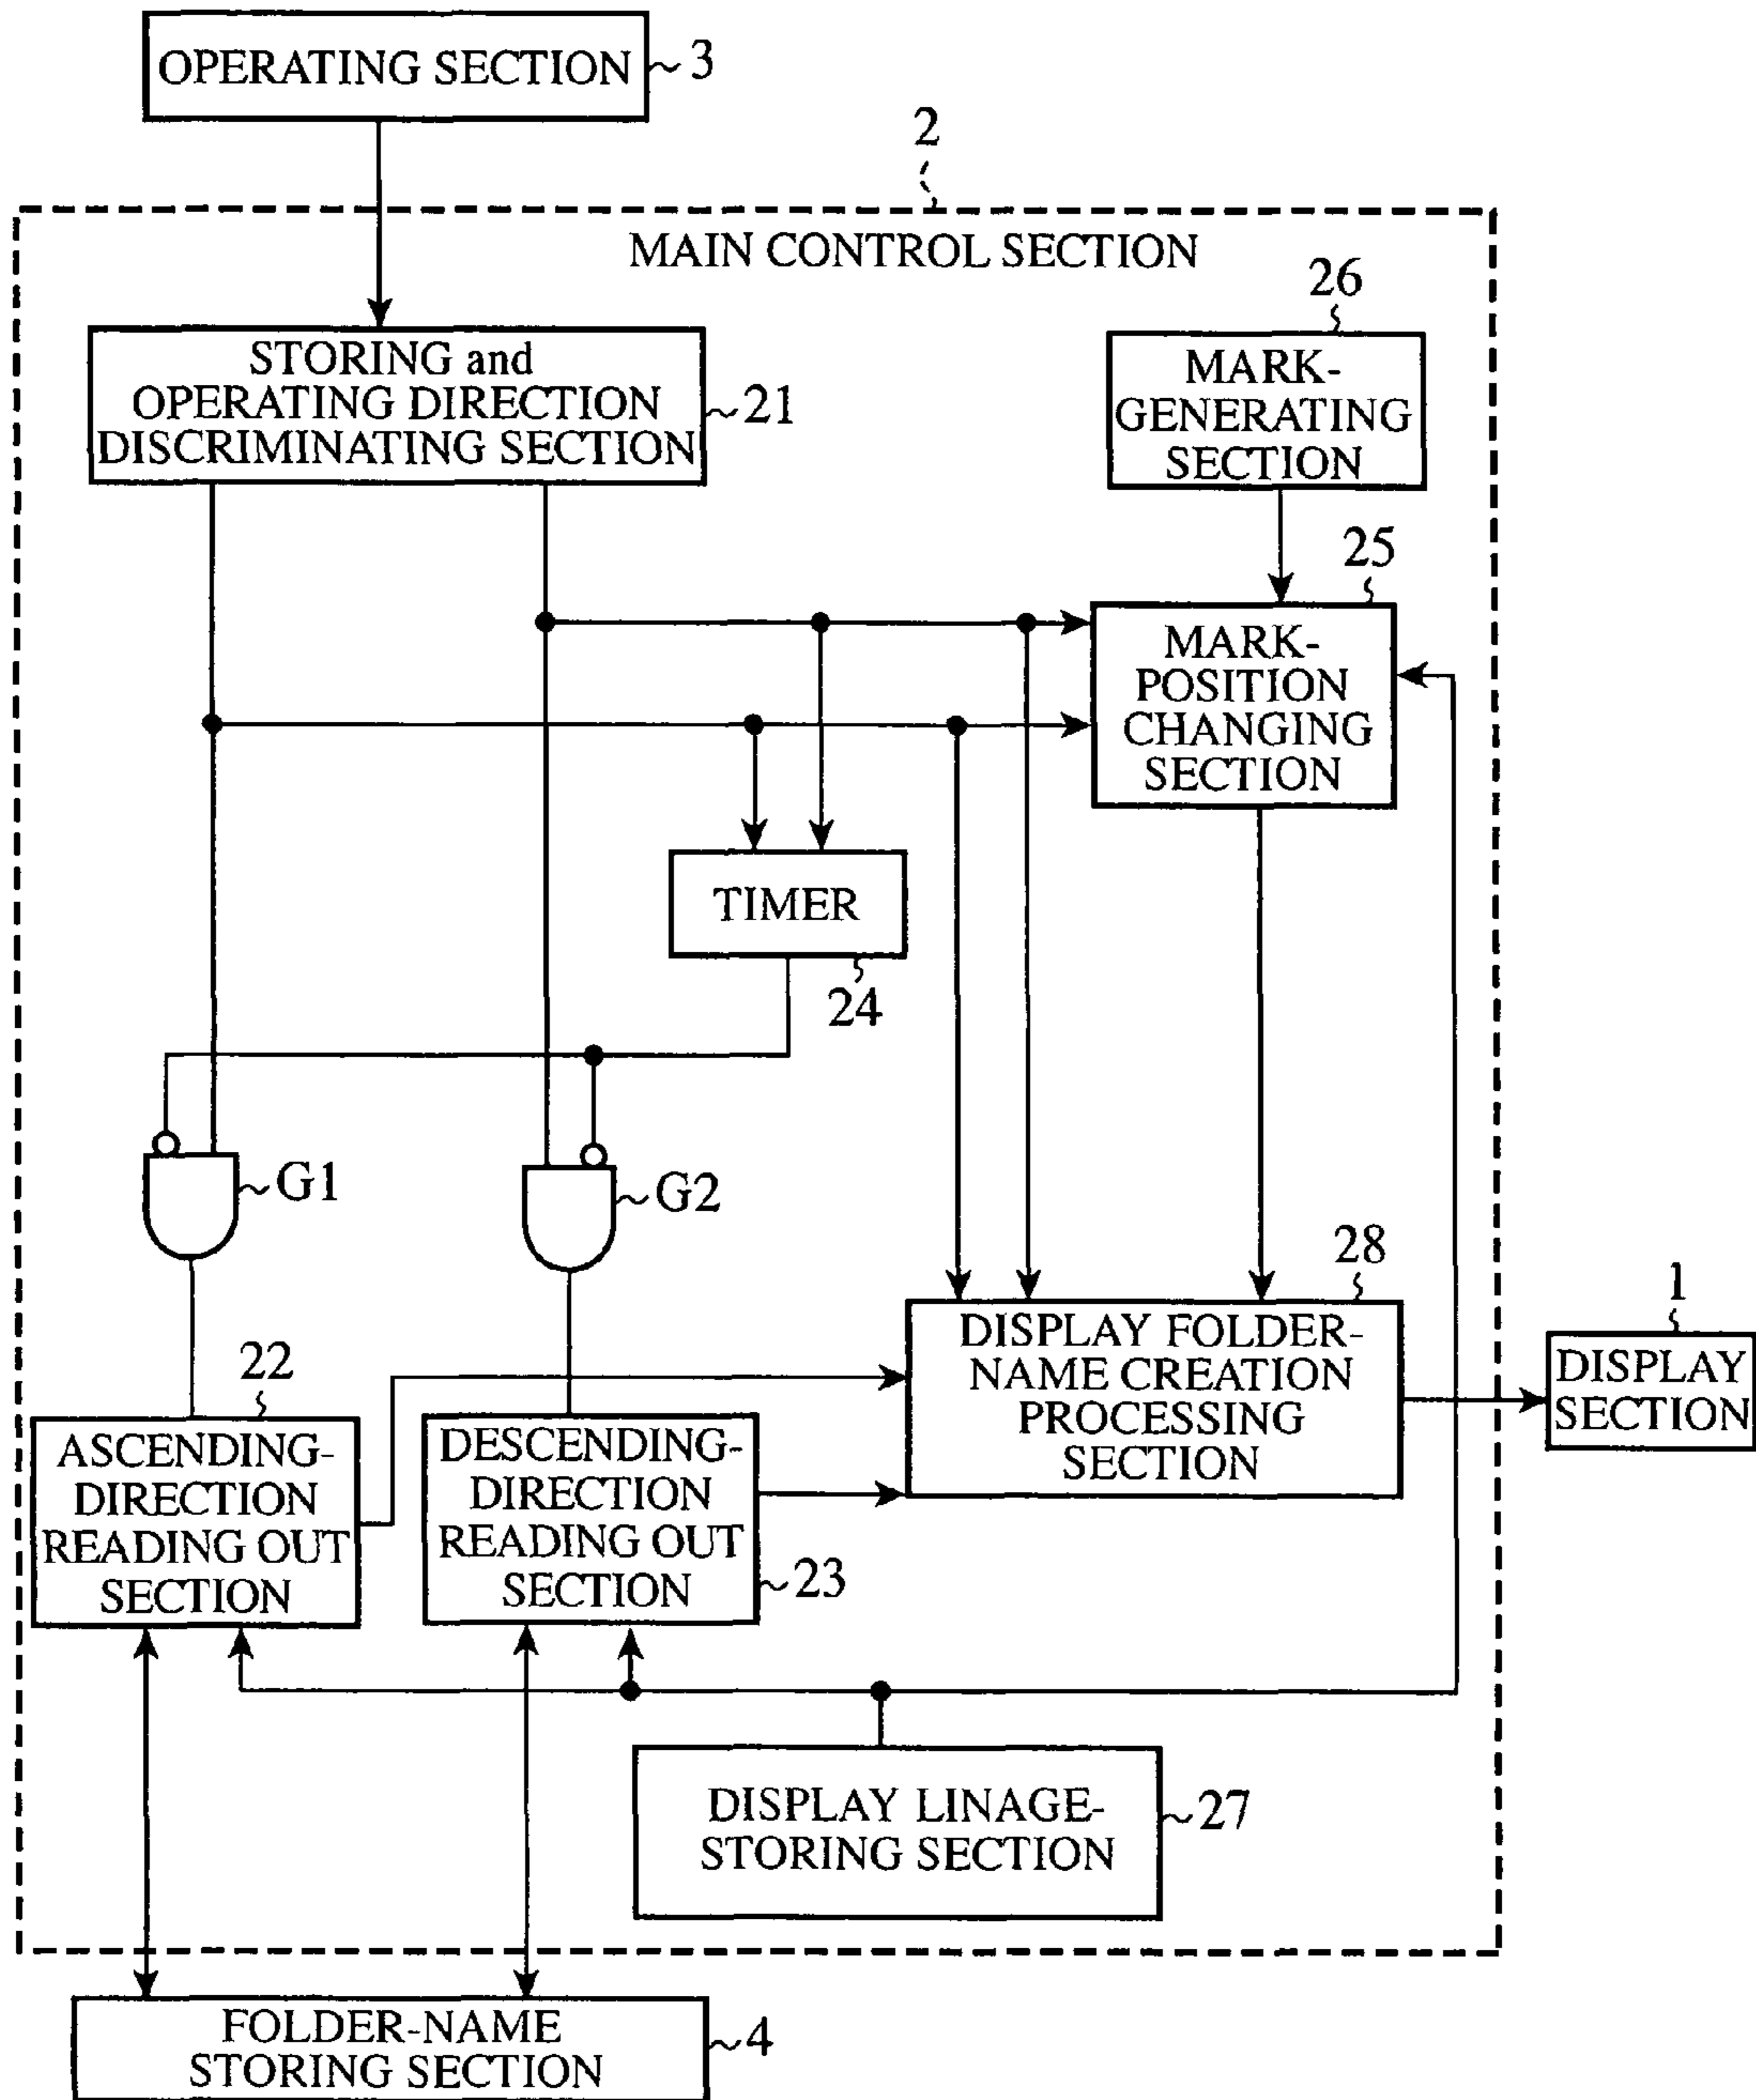 OPERATING SECTION
3
2
MAIN CONTROL SECTION
STORING and
OPERATING DIRECTION
DISCRIMINATING SECTION
21
26
MARK-
GENERATING
SECTION
25
MARK-
POSITION
CHANGING
SECTION
TIMER
24
G1
G2
28
DISPLAY FOLDER-
NAME CREATION
PROCESSING
SECTION
1
DISPLAY
SECTION
22
ASCENDING-
DIRECTION
READING OUT
SECTION
DESCENDING-
DIRECTION
READING OUT
SECTION
23
DISPLAY LINAGE-
STORING SECTION
27
FOLDER-NAME
STORING SECTION
4